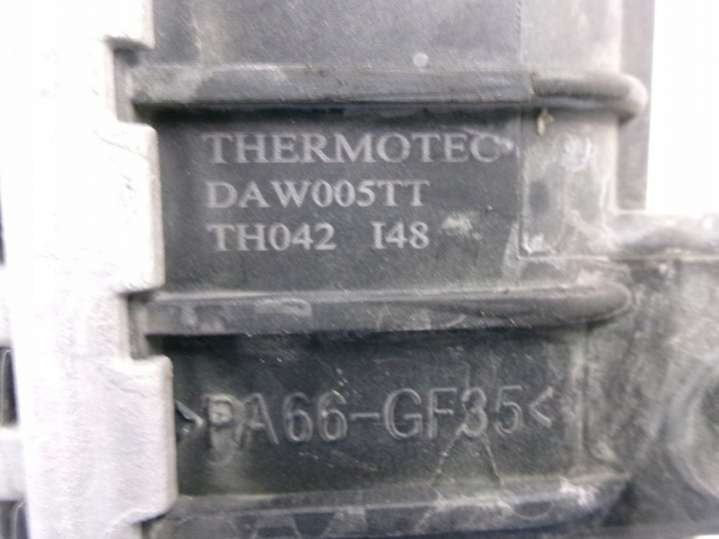 THERMOTEC
DAW005TT
TH042 I48
>PA66-GF35<